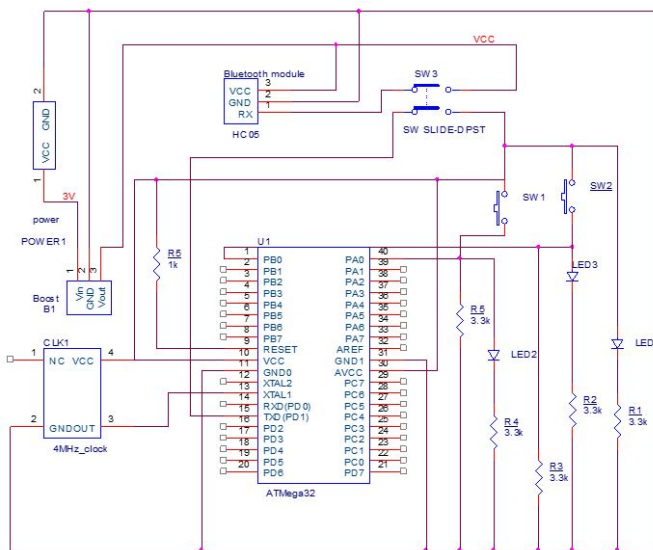 VCC
Bluetooth module
SW3
VCC 3
GND 2
RX 1
HC05
SW SLIDE-DPST
2
VCC GND
1
3V
power
POWER1
SW1
SW2
1 2 3
Vin
GND
Vout
Boost
B1
R6
1k
U1
1 PB0 PA0 40
2 PB1 PA1 39
3 PB2 PA2 38
4 PB3 PA3 37
5 PB4 PA4 36
6 PB5 PA5 35
7 PB6 PA6 34
8 PB7 PA7 33
9 RESET AREF 32
10 VCC GND1 31
11 GND0 AVCC 30
12 XTAL2 PC7 29
13 XTAL1 PC6 28
14 RXD(PD0) PC5 27
15 TXD(PD1) PC4 26
16 PD2 PC3 25
17 PD3 PC2 24
18 PD4 PC1 23
19 PD5 PC0 22
20 PD6 PD7 21
ATMega32
LED3
R5
3.3k
LED2
LED
R2
3.3k
R1
3.3k
R4
3.3k
R3
3.3k
CLK1
1 NC VCC 4
2 GNDOUT 3
4MHz_clock